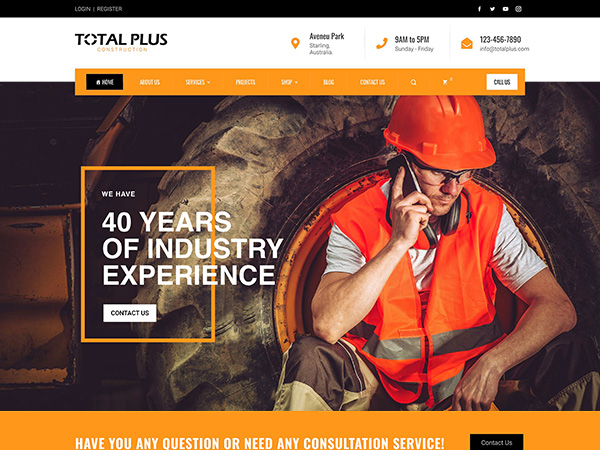 LOGIN | REGISTER
TOTAL PLUS
CONSTRUCTION
Aveneu Park
Starling,
Australia
9AM to 5PM
Sunday - Friday
123-456-7890
info@totalplus.com
HOME
ABOUT US
SERVICES
PROJECTS
SHOP
BLOG
CONTACT US
0
CALL US
WE HAVE
40 YEARS
OF INDUSTRY
EXPERIENCE
CONTACT US
HAVE YOU ANY QUESTION OR NEED ANY CONSULTATION SERVICE!
Contact Us